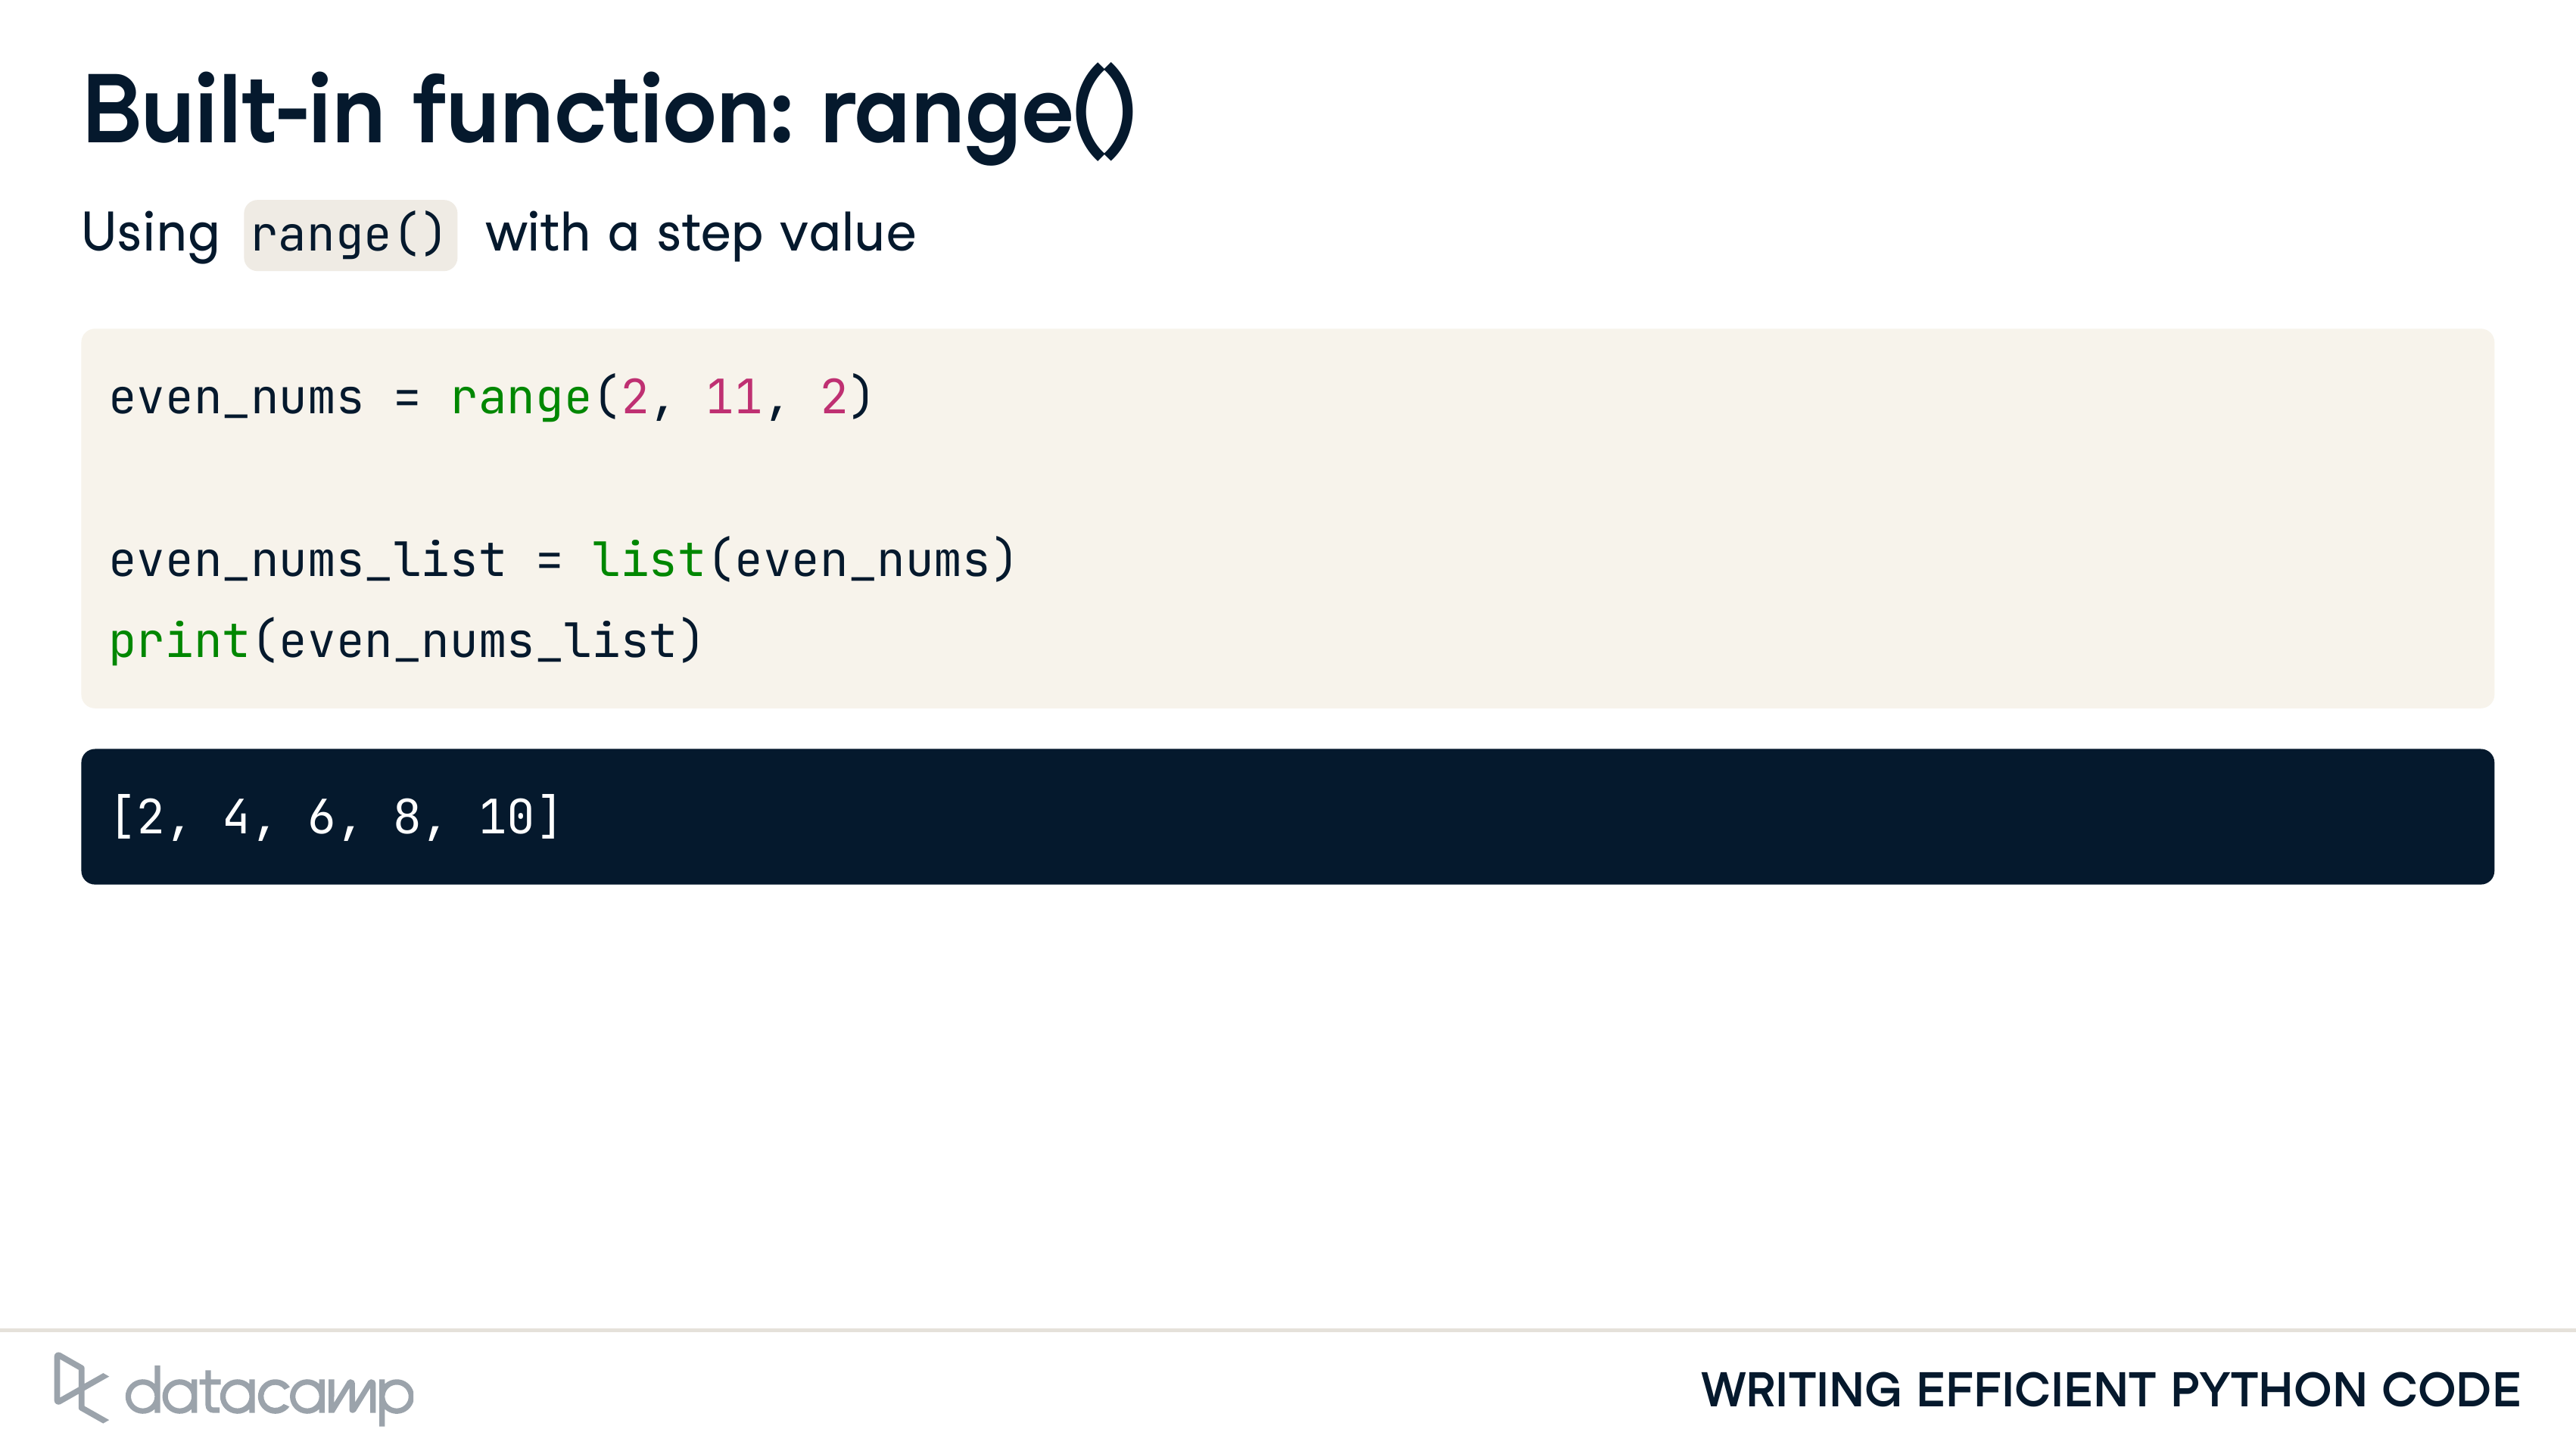 Built-in function: range()
Using range() with a step value
even_nums = range(2, 11, 2)
even_nums_list = list(even_nums)
print(even_nums_list)
[2, 4, 6, 8, 10]
datacamp
WRITING EFFICIENT PYTHON CODE